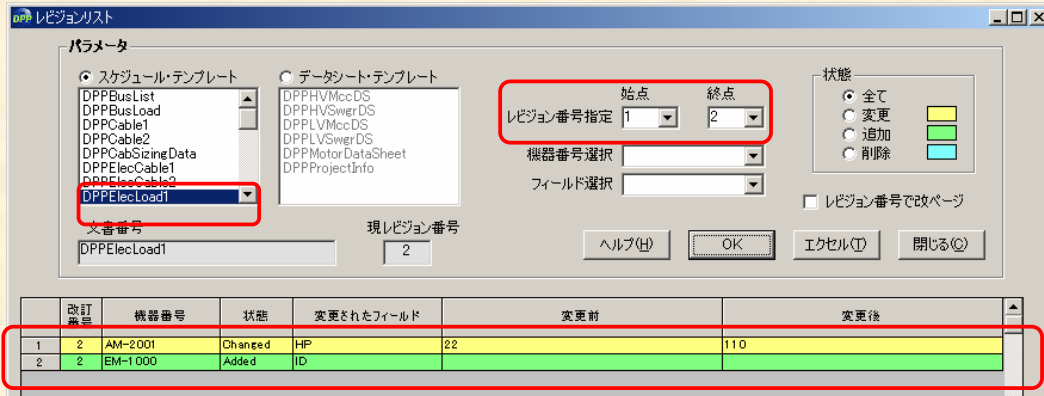 DPP レビジョンリスト
パラメータ
スケジュール・テンプレート
DPPBusList
DPPBusLoad
DPPCable1
DPPCable2
DPPCabSizingData
DPPElecCable1
DPPElecCable2
DPPElecLoad1
データシート・テンプレート
DPPHVMccDS
DPPHVSwgrDS
DPPLVMccDS
DPPLVSwgrDS
DPPMotorDataSheet
DPPProjectInfo
始点 終点
レビジョン番号指定 1 2
機器番号選択
フィールド選択
状態
全て
変更
追加
削除
レビジョン番号で改ページ
文書番号 現レビジョン番号
DPPElecLoad1 2
ヘルプ(H) OK エクセル(T) 閉じる(C)
改訂番号 機器番号 状態 変更されたフィールド 変更前 変更後
1 2 AM-2001 Changed HP 22 110
2 2 EM-1000 Added ID